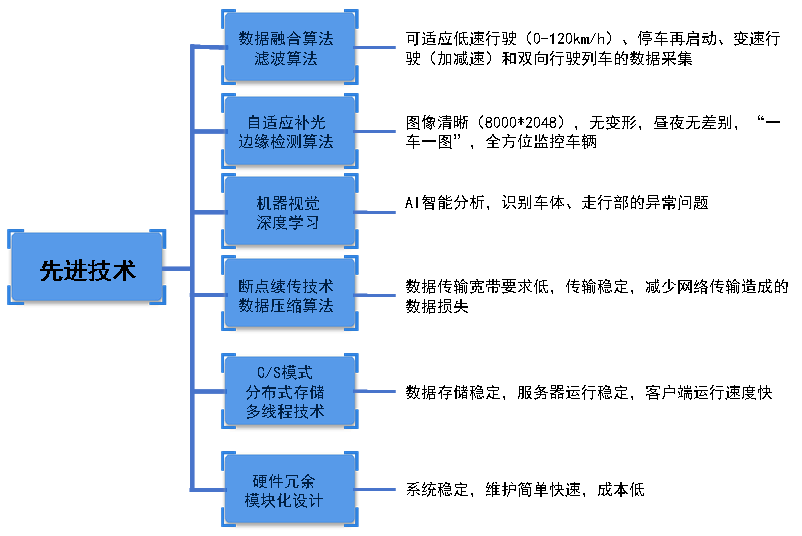 数据融合算法
滤波算法
可适应低速行驶（0-120km/h）、停车再启动、变速行
驶（加减速）和双向行驶列车的数据采集
自适应补光
边缘检测算法
图像清晰（8000*2048），无变形，昼夜无差别，“一
车一图”，全方位监控车辆
机器视觉
深度学习
AI智能分析，识别车体、走行部的异常问题
先进技术
断点续传技术
数据压缩算法
数据传输宽带要求低，传输稳定，减少网络传输造成的
数据损失
C/S模式
分布式存储
多线程技术
数据存储稳定，服务器运行稳定，客户端运行速度快
硬件冗余
模块化设计
系统稳定，维护简单快速，成本低